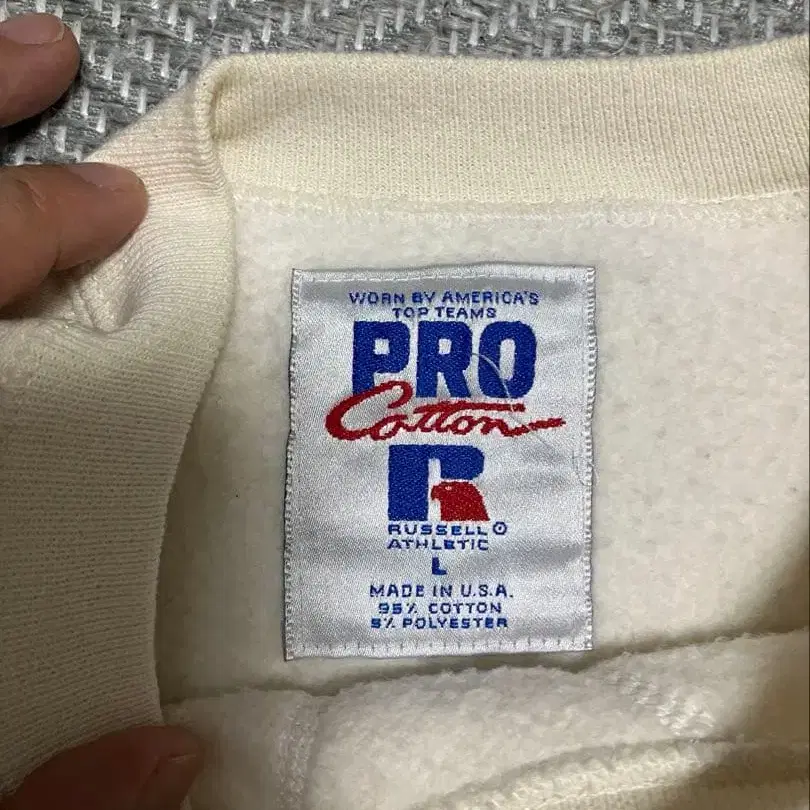 WORN BY AMERICA'S
TOP TEAMS
PRO
Cotton
R
RUSSELL®
ATHLETIC
L
MADE IN U.S.A.
95% COTTON
5% POLYESTER